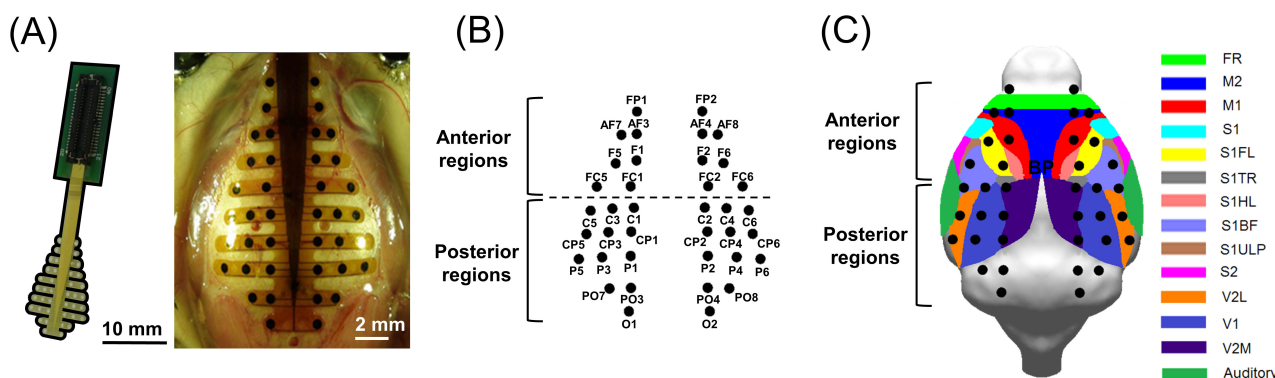 (A)
10 mm
2 mm
(B)
Anterior
regions
Posterior
regions
FP1 FP2
AF7 AF3 AF4 AF8
F5 F1 F2 F6
FC5 FC1 FC2 FC6
C5 C3 C1 C2 C4 C6
CP5 CP3 CP1 CP2 CP4 CP6
P5 P3 P1 P2 P4 P6
PO7 PO3 PO4 PO8
O1 O2
(C)
Anterior
regions
Posterior
regions
BP
FR
M2
M1
S1
S1FL
S1TR
S1HL
S1BF
S1ULP
S2
V2L
V1
V2M
Auditory